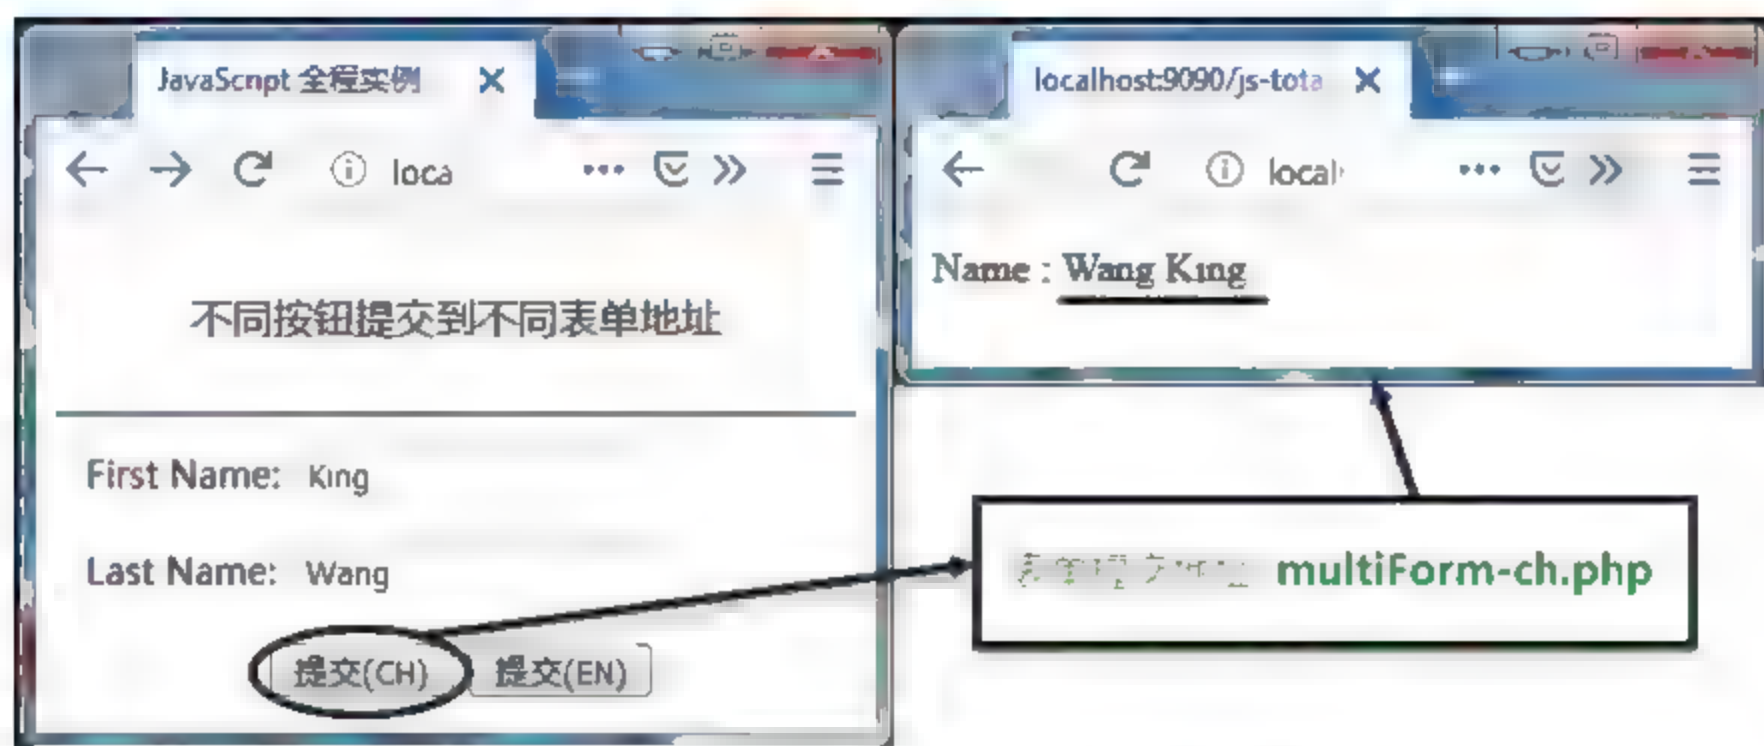 JavaScript 全程实例
loca
不同按钮提交到不同表单地址
First Name: King
Last Name: Wang
提交(CH) 提交(EN)
localhost:9090/js-tota
local
Name : Wang King
multiForm-ch.php